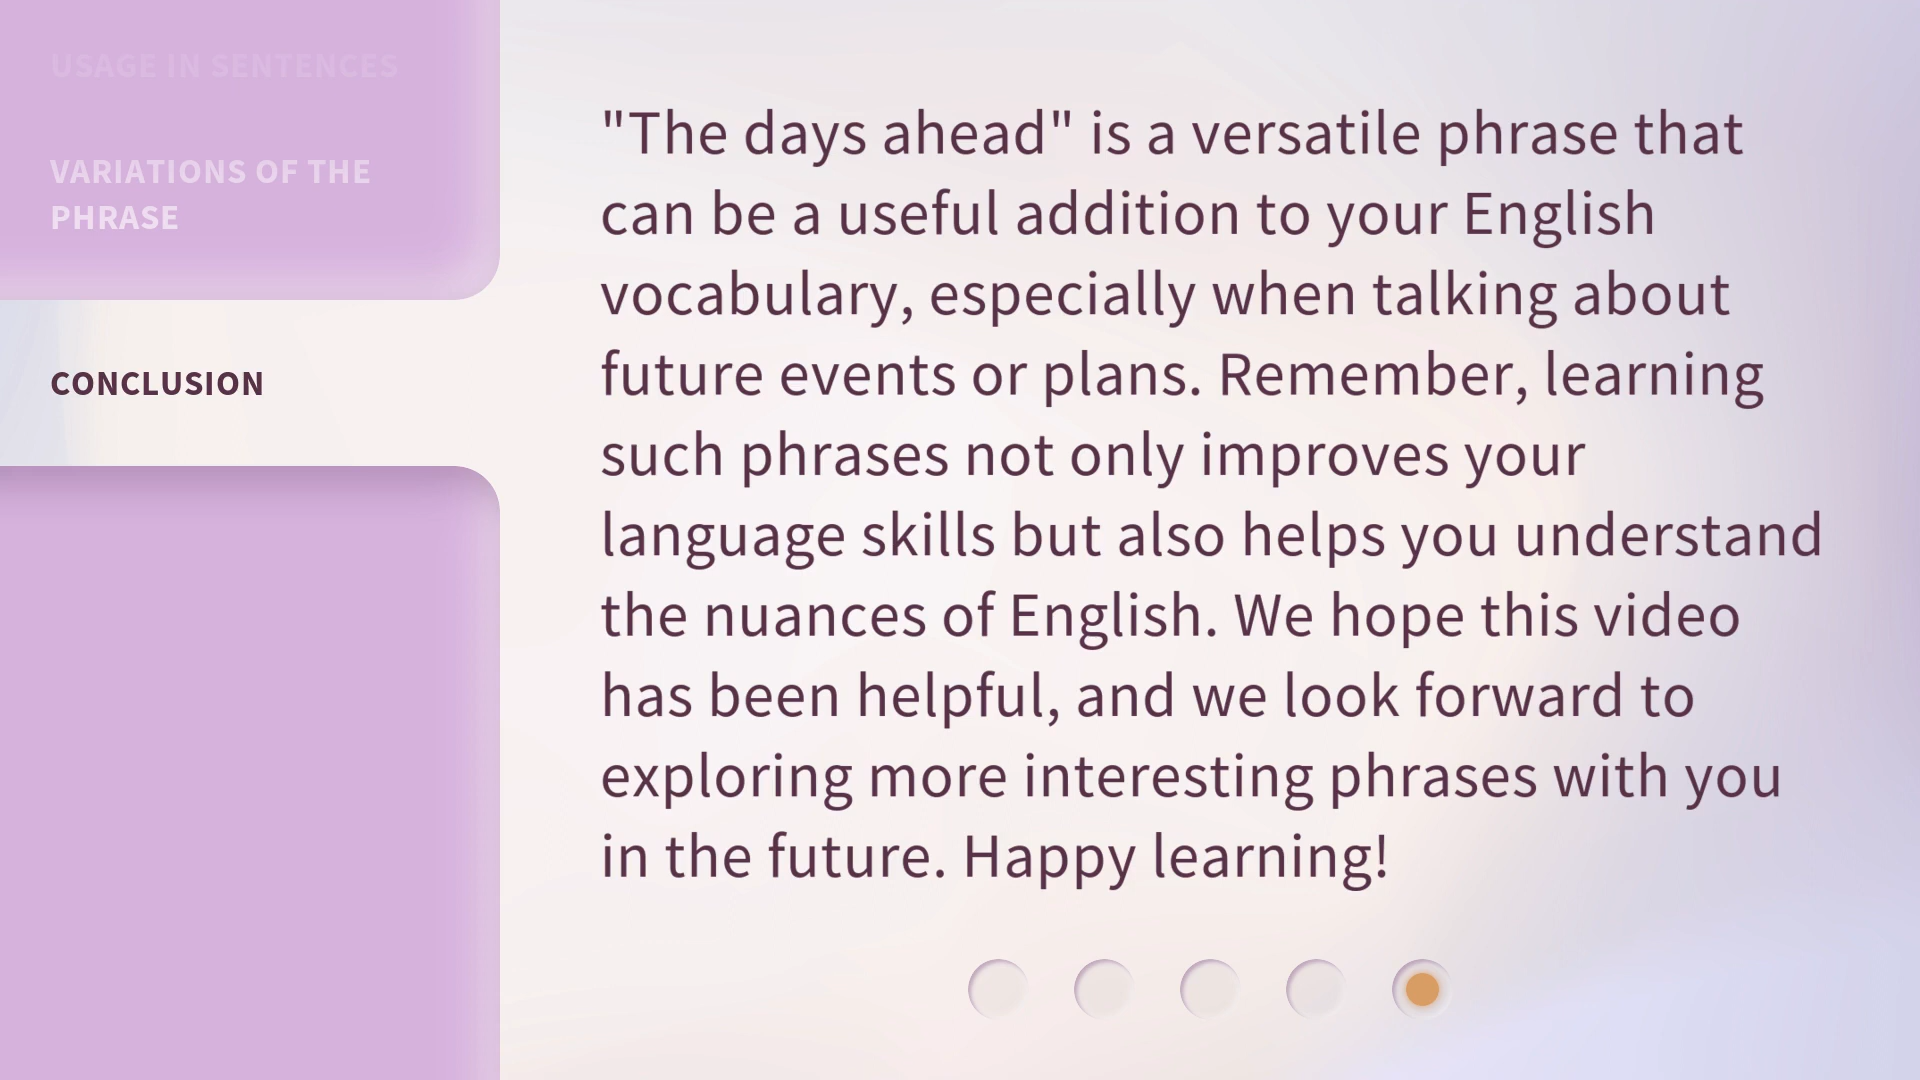 USAGE IN SENTENCES
VARIATIONS OF THE
PHRASE
CONCLUSION
"The days ahead" is a versatile phrase that
can be a useful addition to your English
vocabulary, especially when talking about
future events or plans. Remember, learning
such phrases not only improves your
language skills but also helps you understand
the nuances of English. We hope this video
has been helpful, and we look forward to
exploring more interesting phrases with you
in the future. Happy learning!